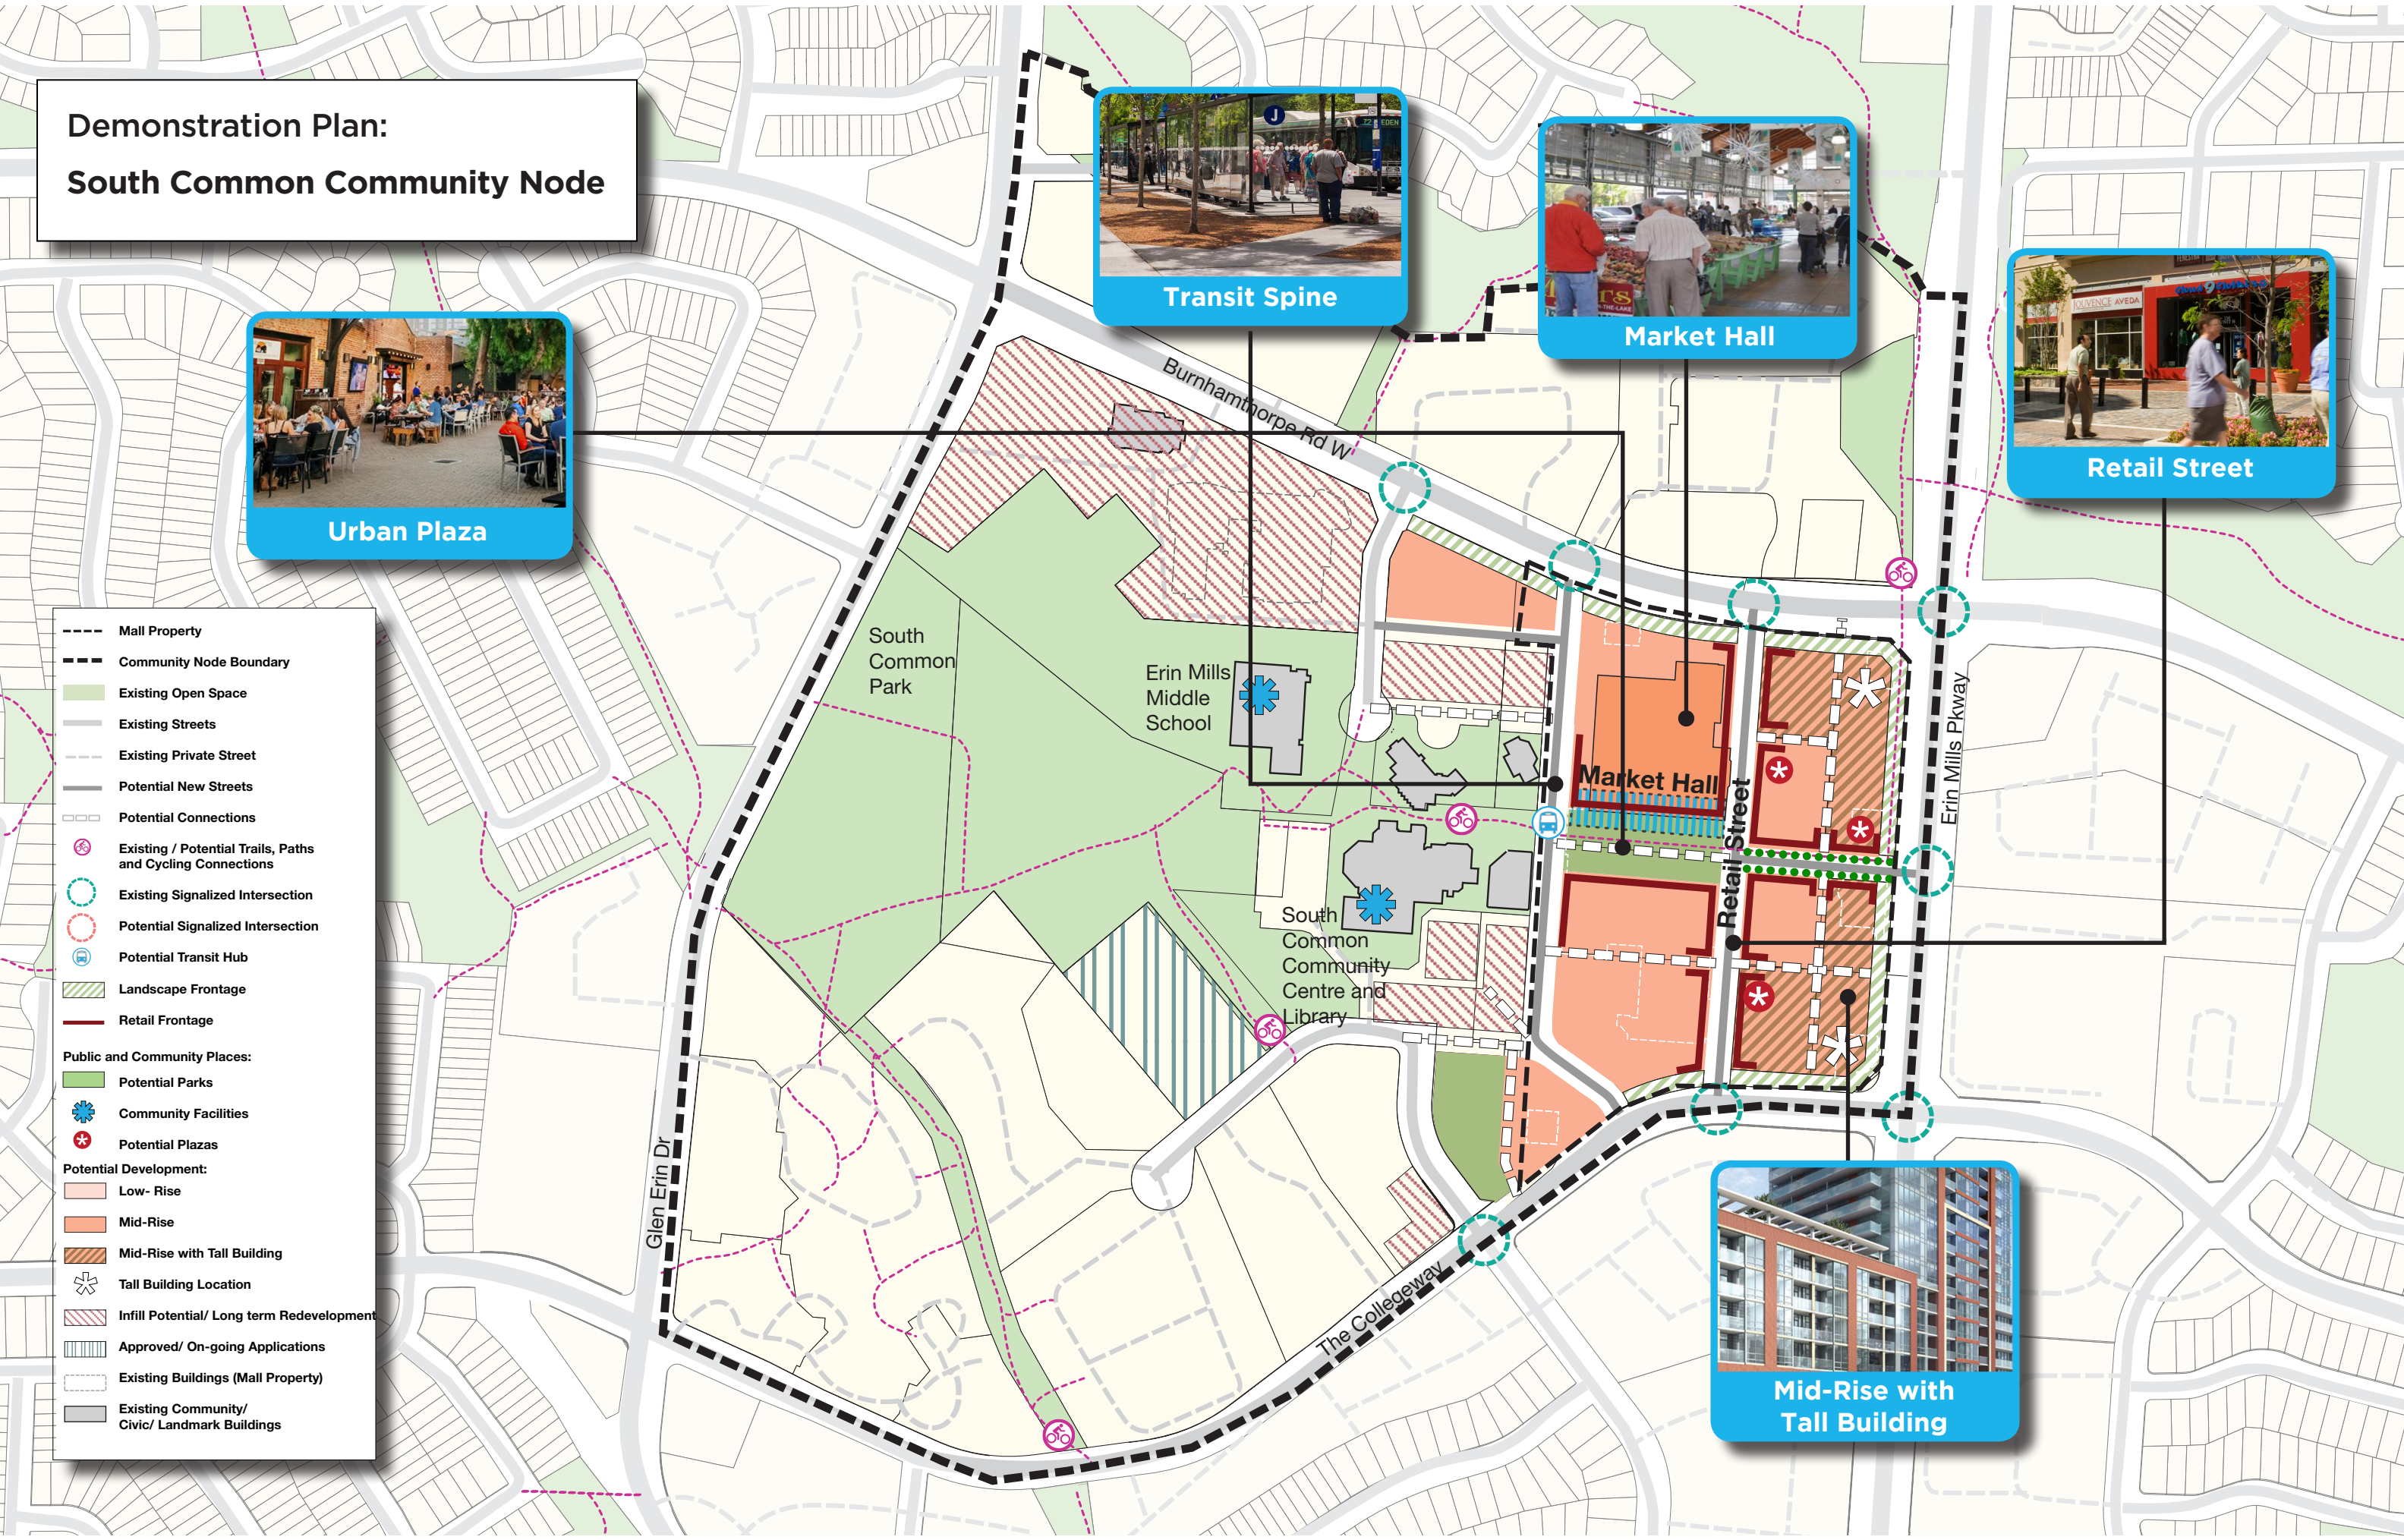 Demonstration Plan:
South Common Community Node
J
Transit Spine
Market Hall
JOUVENCE AVEDA
Retail Street
Urban Plaza
Burnhamthorpe Rd W
Mall Property
Community Node Boundary
Existing Open Space
Existing Streets
Existing Private Street
Potential New Streets
Potential Connections
Existing / Potential Trails, Paths
and Cycling Connections
Existing Signalized Intersection
Potential Signalized Intersection
Potential Transit Hub
Landscape Frontage
Retail Frontage
Public and Community Places:
Potential Parks
Community Facilities
Potential Plazas
Potential Development:
Low- Rise
Mid-Rise
Mid-Rise with Tall Building
Tall Building Location
Infill Potential/ Long term Redevelopment
Approved/ On-going Applications
Existing Buildings (Mall Property)
Existing Community/
Civic/ Landmark Buildings
South
Common
Park
Erin Mills
Middle
School
Market Hall
Retail Street
Erin Mills Pkway
South
Common
Community
Centre and
Library
Glen Erin Dr
The Collegeway
Mid-Rise with
Tall Building